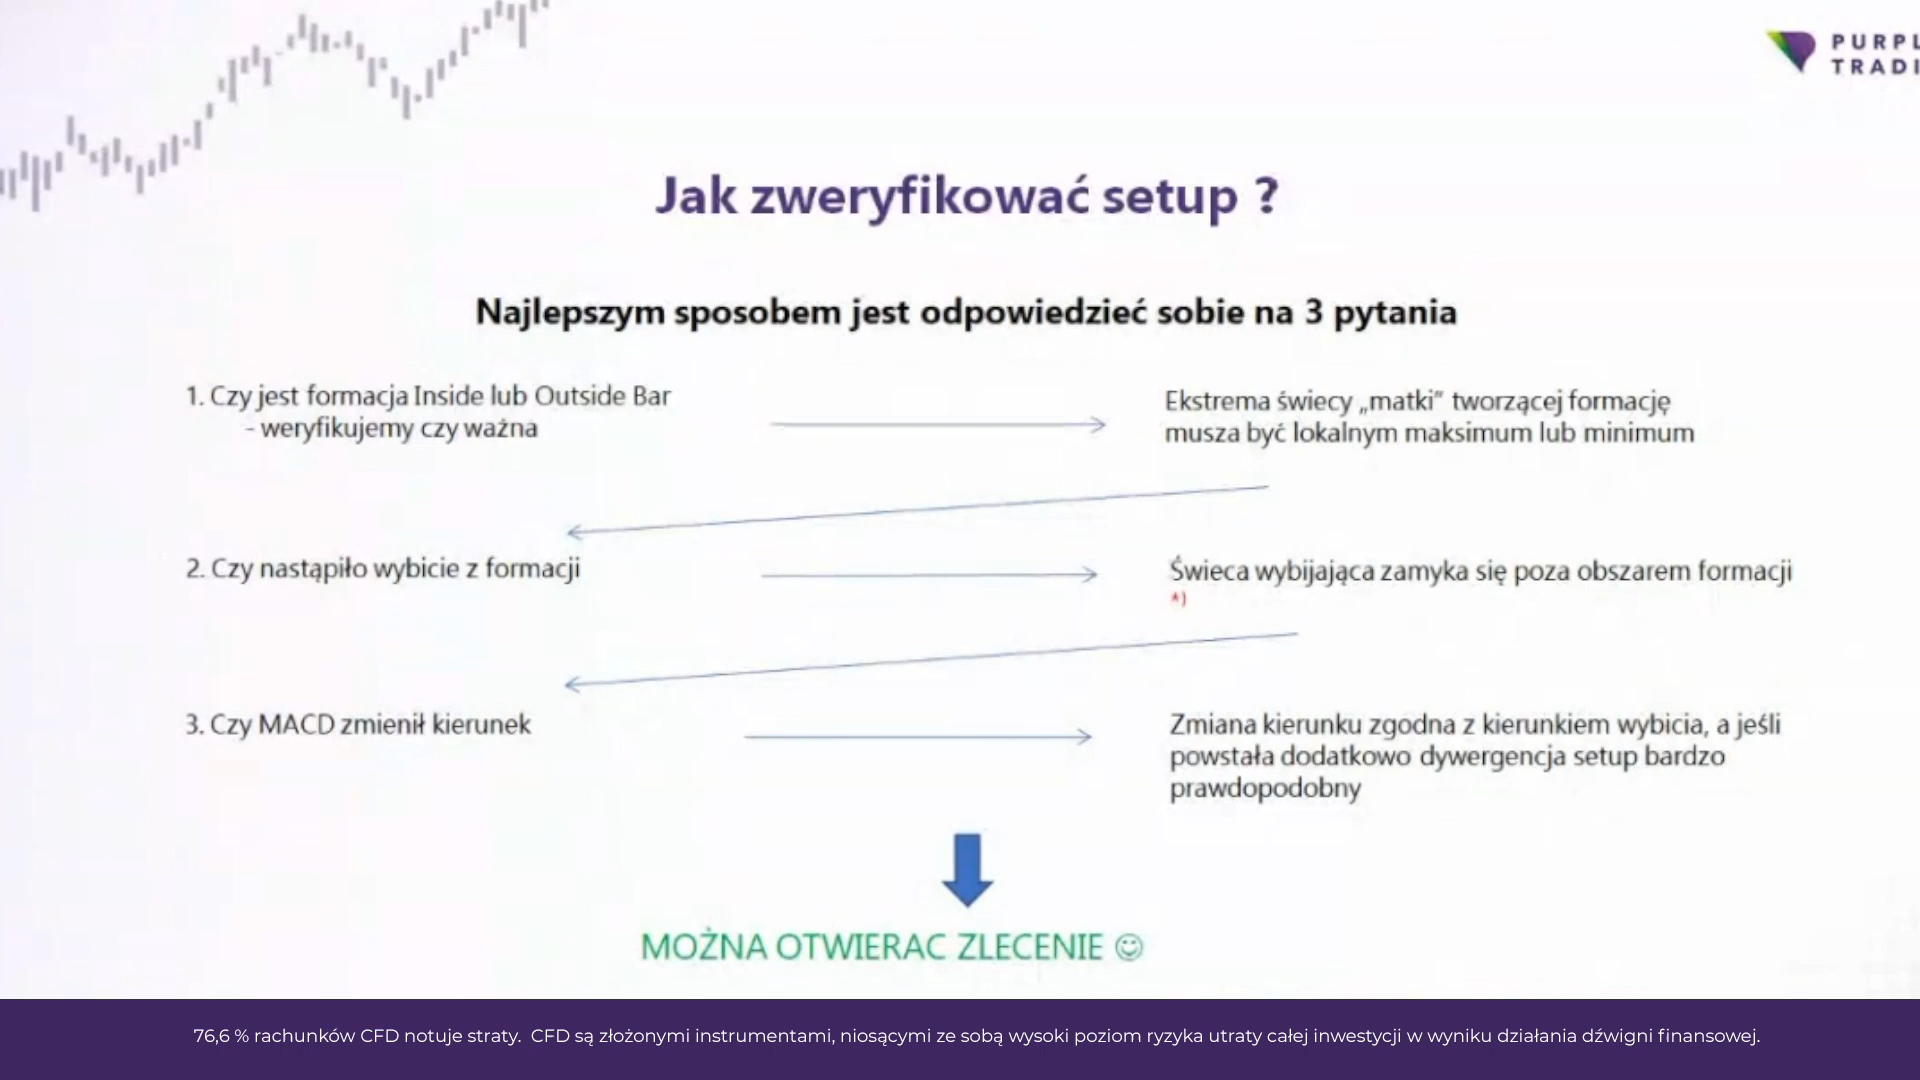 PURPL
TRADI
Jak zweryfikować setup ?
Najlepszym sposobem jest odpowiedzieć sobie na 3 pytania
1. Czy jest formacja Inside lub Outside Bar
- weryfikujemy czy ważna
Ekstrema świecy „matki” tworzącej formację
musza być lokalnym maksimum lub minimum
2. Czy nastąpiło wybicie z formacji
Świeca wybijająca zamyka się poza obszarem formacji
*)
3. Czy MACD zmienił kierunek
Zmiana kierunku zgodna z kierunkiem wybicia, a jeśli
powstała dodatkowo dywergencja setup bardzo
prawdopodobny
MOŻNA OTWIERAC ZLECENIE ☺
76,6 % rachunków CFD notuje straty. CFD są złożonymi instrumentami, niosącymi ze sobą wysoki poziom ryzyka utraty całej inwestycji w wyniku działania dźwigni finansowej.